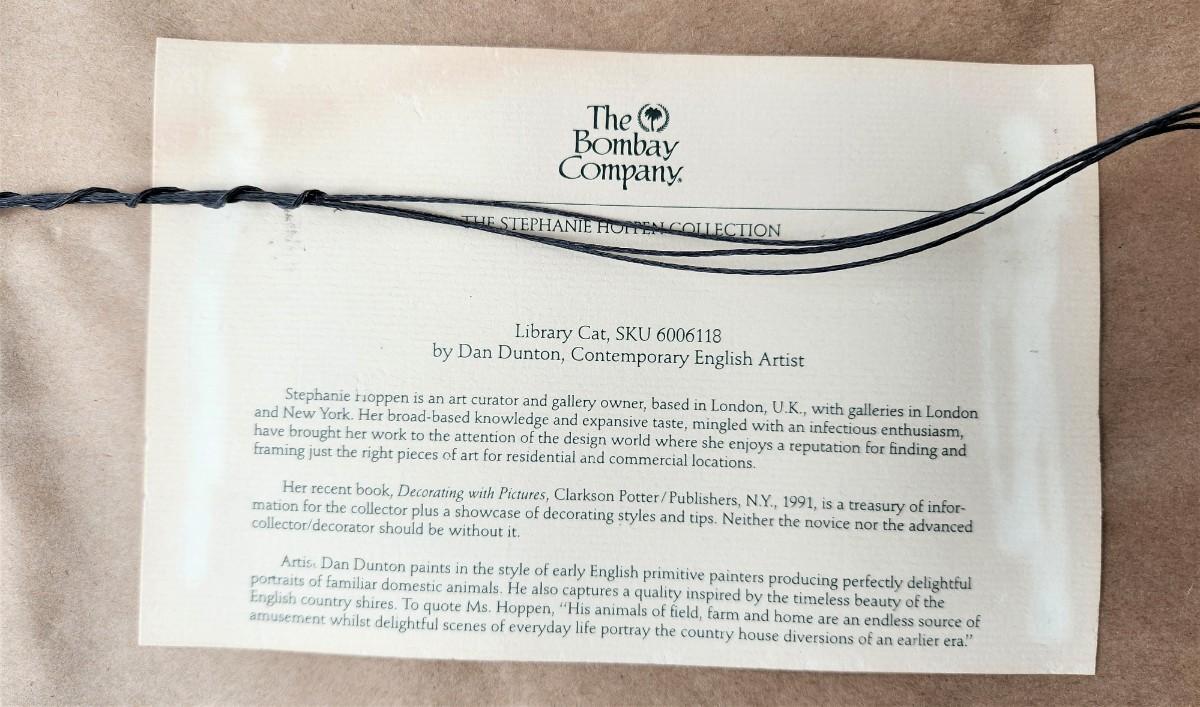 The
Bombay
Company.
THE STEPHANIE HOPPEN COLLECTION
Library Cat, SKU 6006118
by Dan Dunton, Contemporary English Artist
Stephanie Hoppen is an art curator and gallery owner, based in London, U.K., with galleries in London
and New York. Her broad-based knowledge and expansive taste, mingled with an infectious enthusiasm,
have brought her work to the attention of the design world where she enjoys a reputation for finding and
framing just the right pieces of art for residential and commercial locations.
Her recent book, Decorating with Pictures, Clarkson Potter/Publishers, N.Y., 1991, is a treasury of infor-
mation for the collector plus a showcase of decorating styles and tips. Neither the novice nor the advanced
collector/decorator should be without it.
Artist Dan Dunton paints in the style of early English primitive painters producing perfectly delightful
portraits of familiar domestic animals. He also captures a quality inspired by the timeless beauty of the
English country shires. To quote Ms. Hoppen, “His animals of field, farm and home are an endless source of
amusement whilst delightful scenes of everyday life portray the country house diversions of an earlier era.”